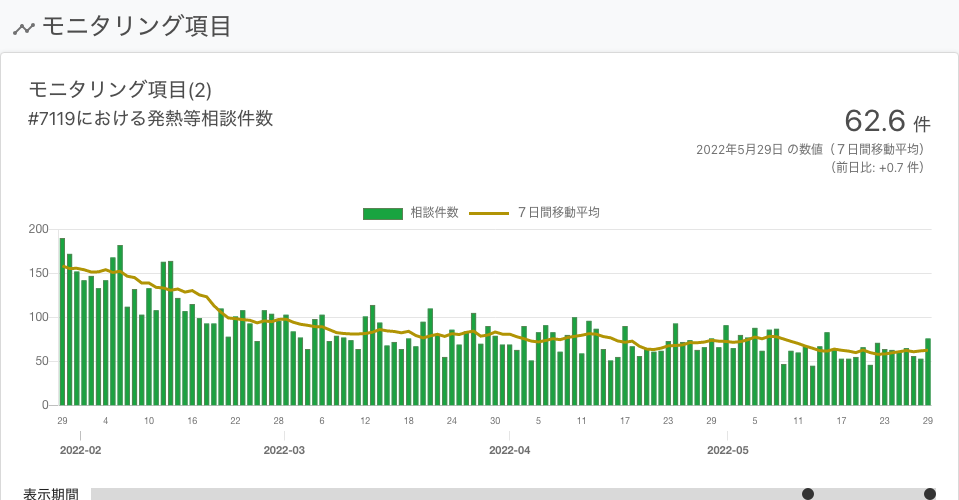 モニタリング項目
モニタリング項目(2)
#7119における発熱等相談件数
62.6 件
2022年5月29日 の数値（７日間移動平均）
（前日比: +0.7 件）
相談件数 ７日間移動平均
200
150
100
50
0
29 4 10 16 22 28 6 12 18 24 30 5 11 17 23 29 5 11 17 23 29
2022-02 2022-03 2022-04 2022-05
表示期間